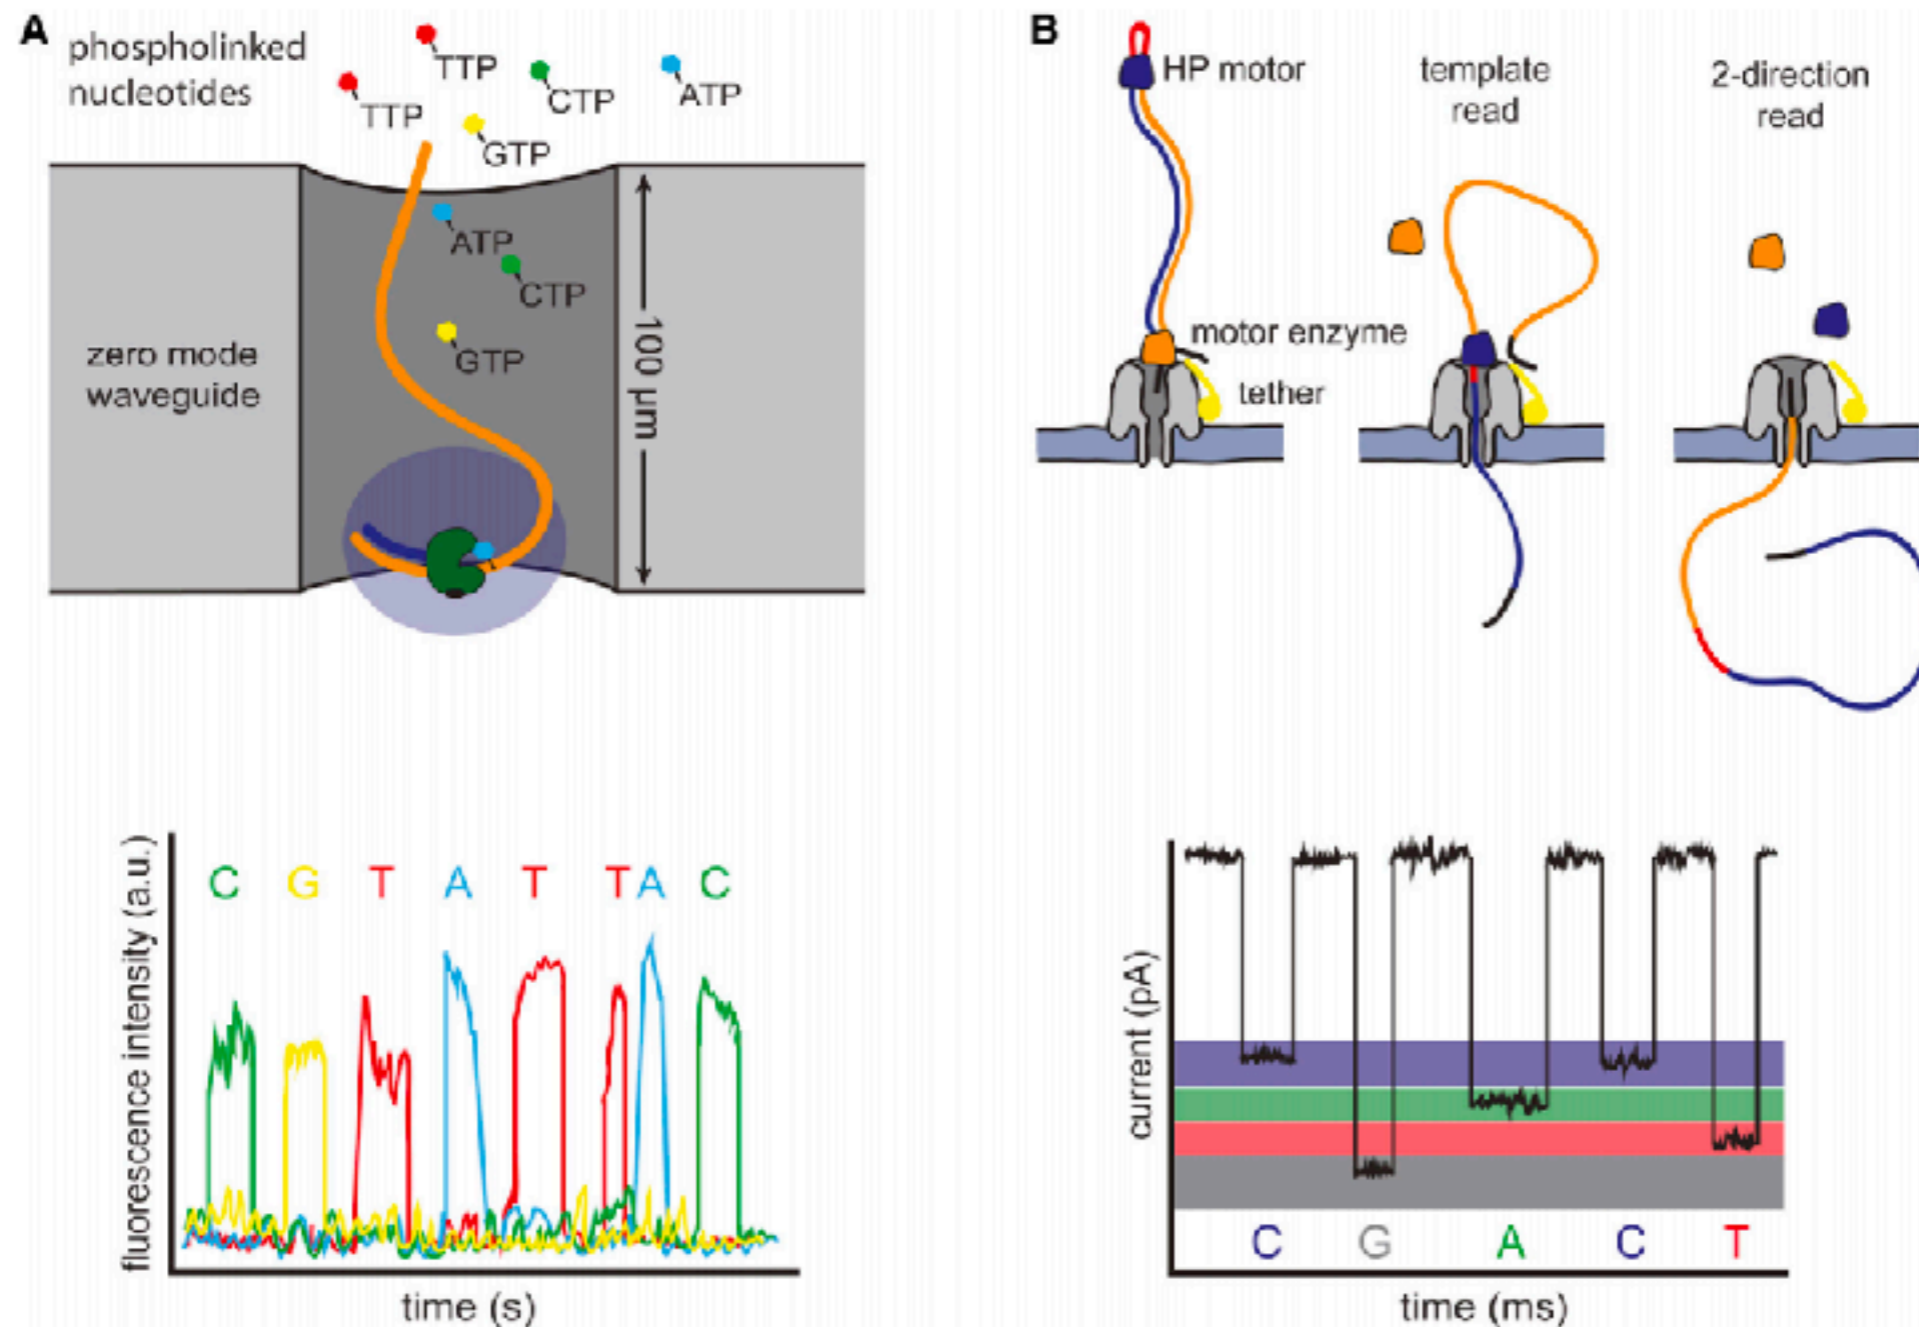 A
phospholinked
nucleotides
TTP
TTP
CTP
ATP
GTP
ATP
CTP
GTP
zero mode
waveguide
100 µm
fluorescence intensity (a.u.)
C G T A T T A C
time (s)
B
HP motor
template
read
2-direction
read
motor enzyme
tether
current (pA)
C G A C T
time (ms)